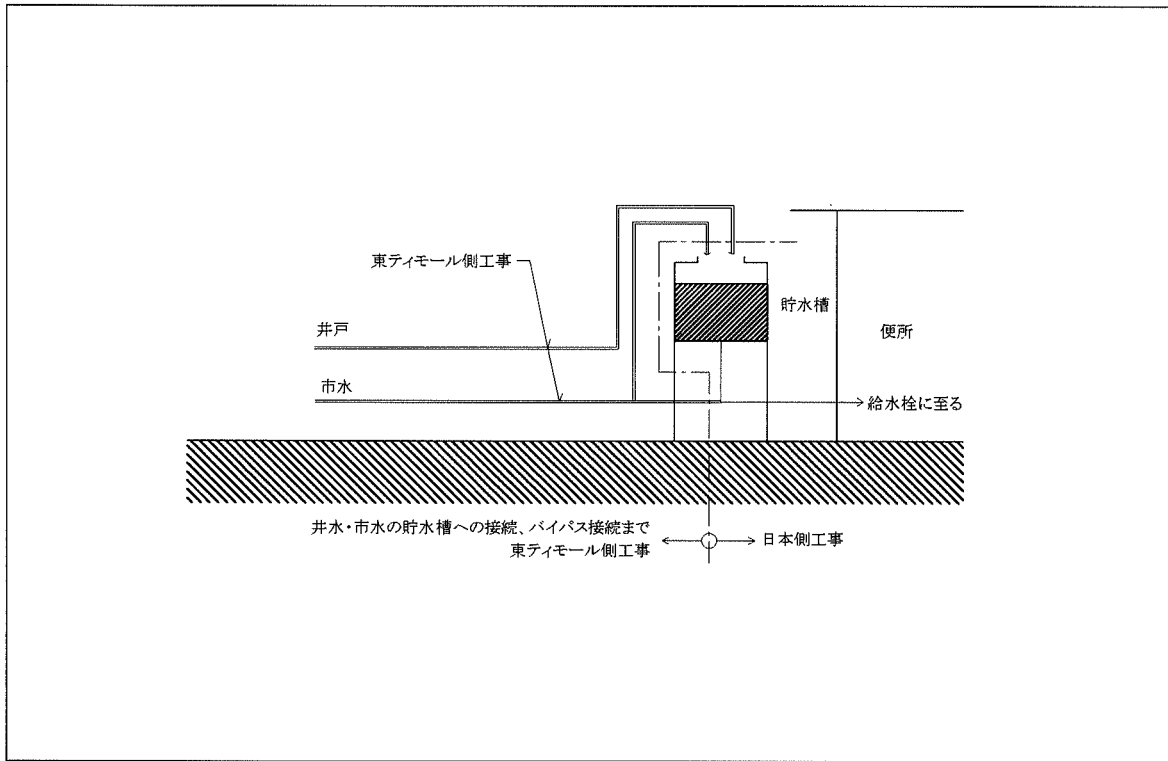 東ティモール側工事
貯水槽
井戸
便所
市水
給水栓に至る
井水・市水の貯水槽への接続、バイパス接続まで
東ティモール側工事
日本側工事